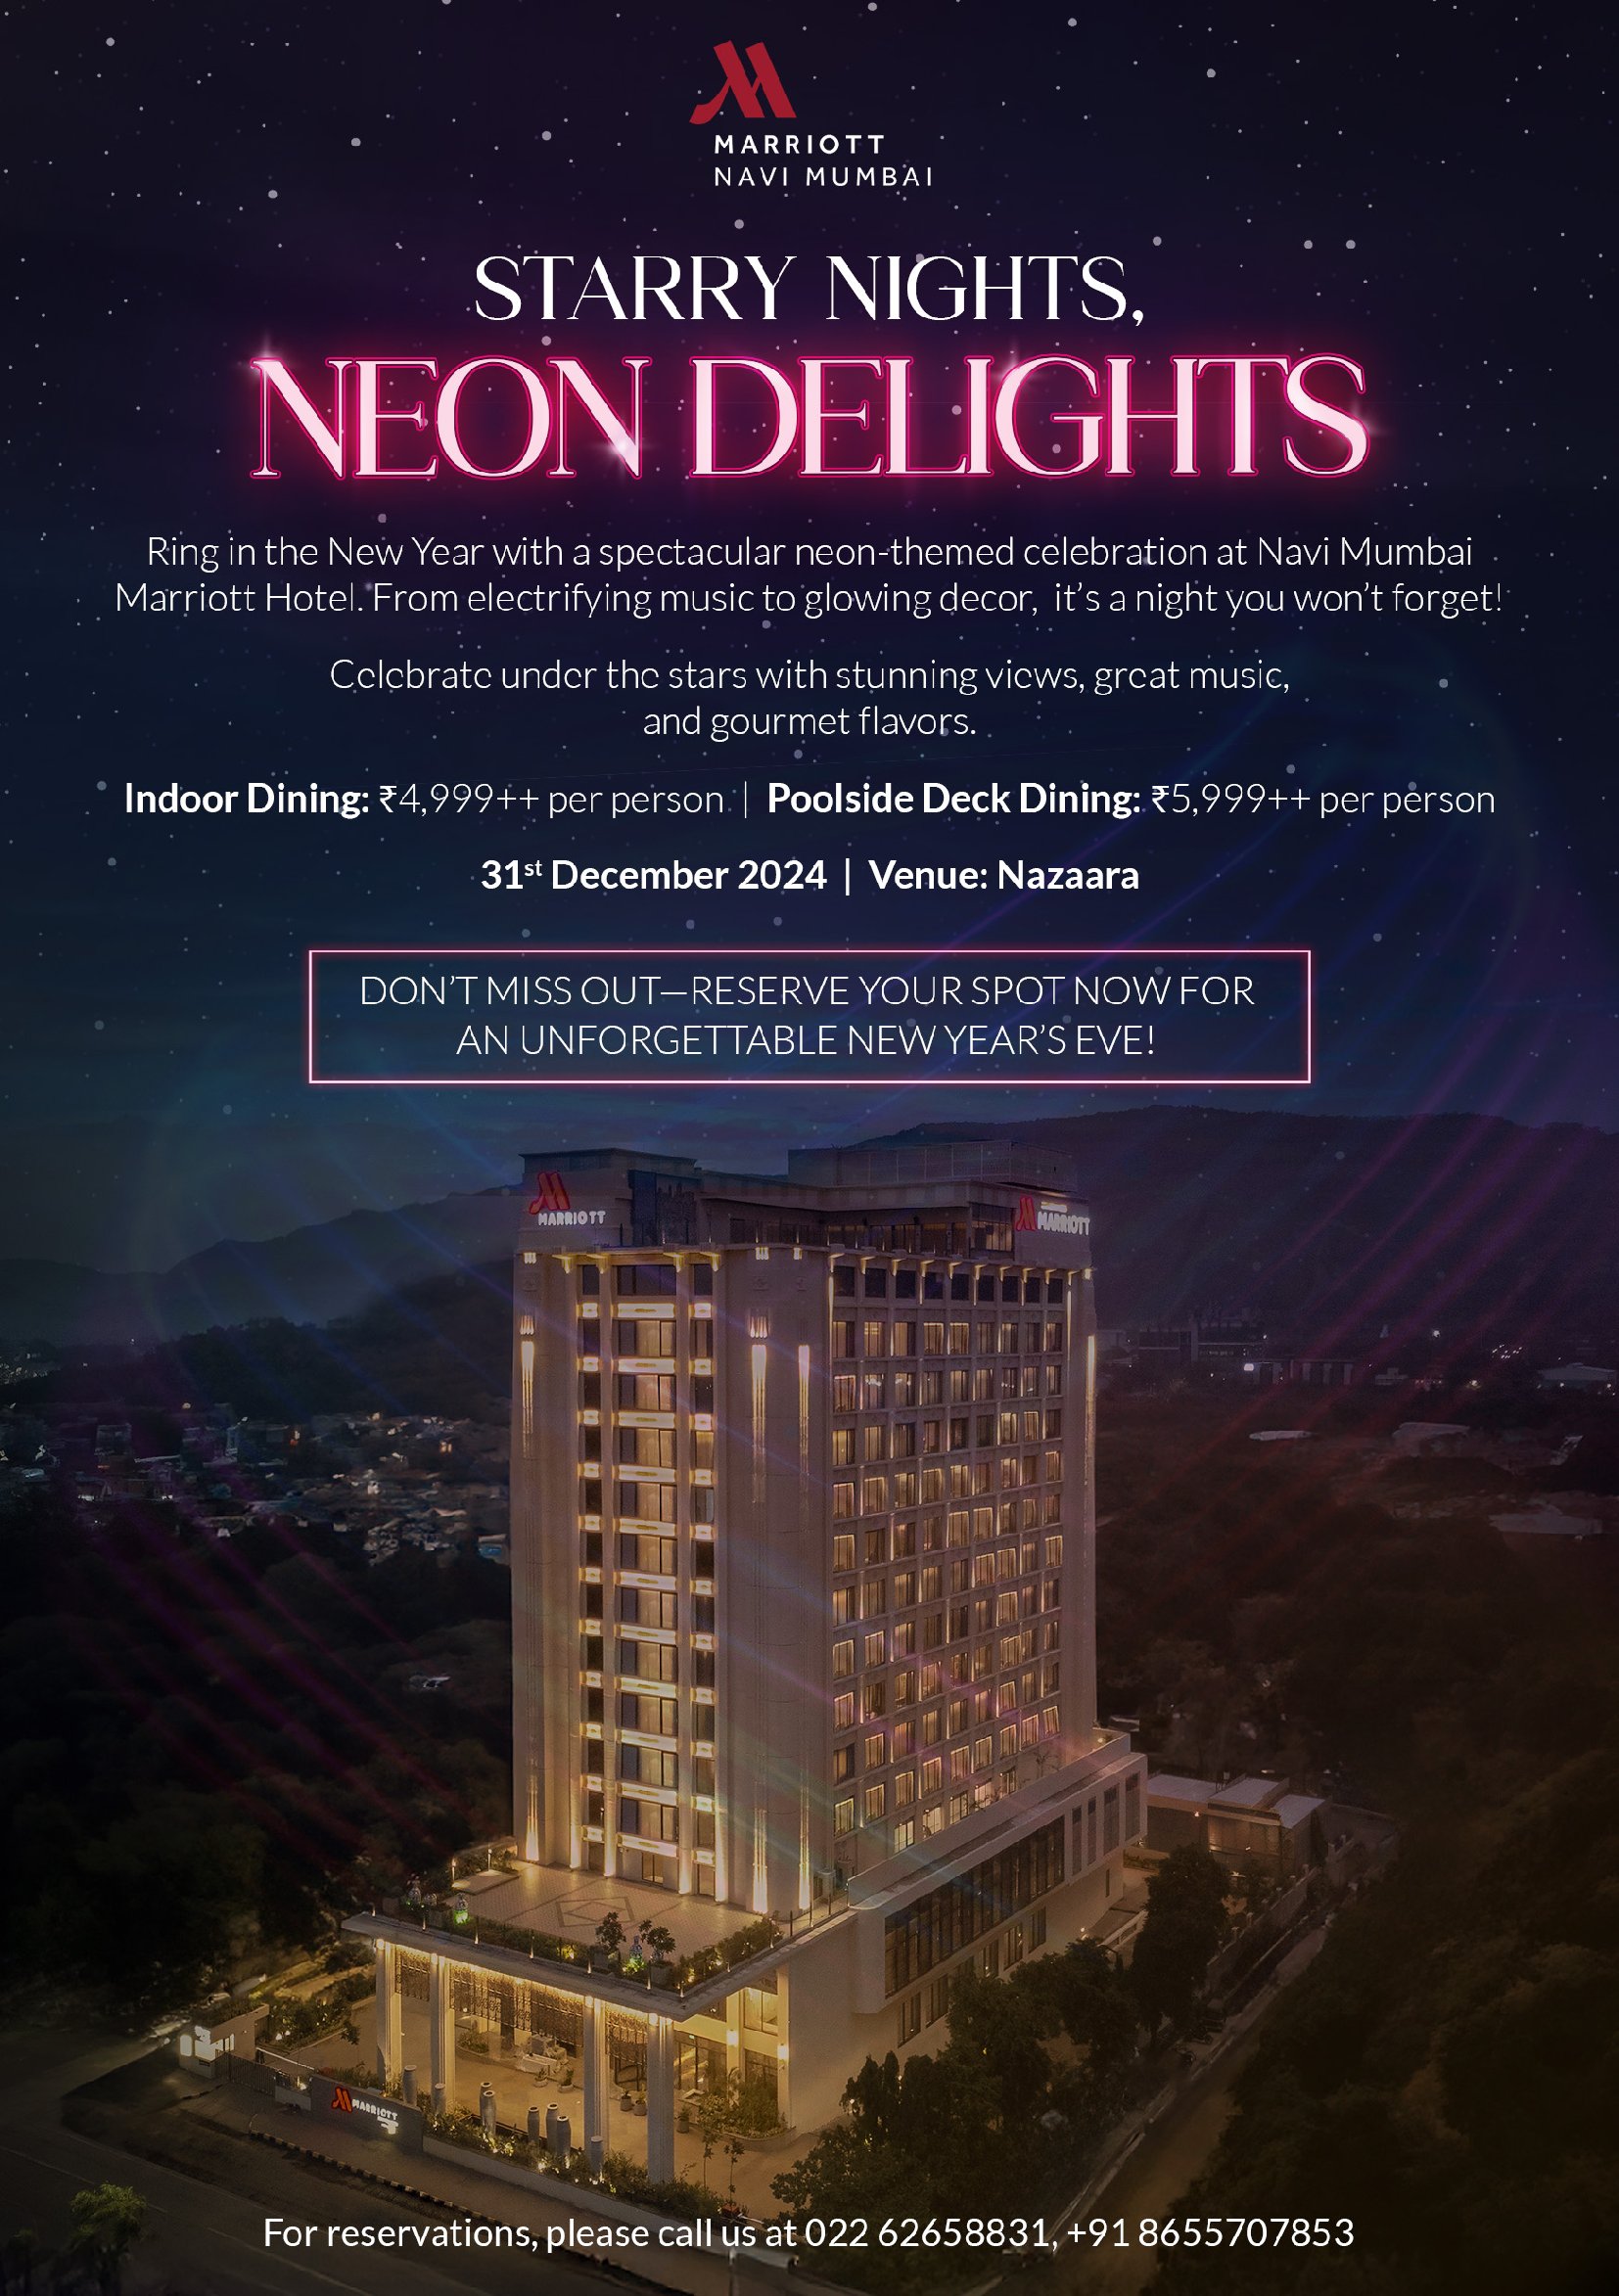 MARRIOTT
NAVI MUMBAI
STARRY NIGHTS,
NEON DELIGHTS
Ring in the New Year with a spectacular neon-themed celebration at Navi Mumbai
Marriott Hotel. From electrifying music to glowing decor, it's a night you won't forget!
Celebrate under the stars with stunning views, great music,
and gourmet flavors.
Indoor Dining: ₹4,999++ per person | Poolside Deck Dining: ₹5,999++ per person
31st December 2024 | Venue: Nazaara
DON'T MISS OUT—RESERVE YOUR SPOT NOW FOR
AN UNFORGETTABLE NEW YEAR'S EVE!
MARRIOTT
MARRIOTT
MARRIOTT
For reservations, please call us at 022 62658831, +91 8655707853